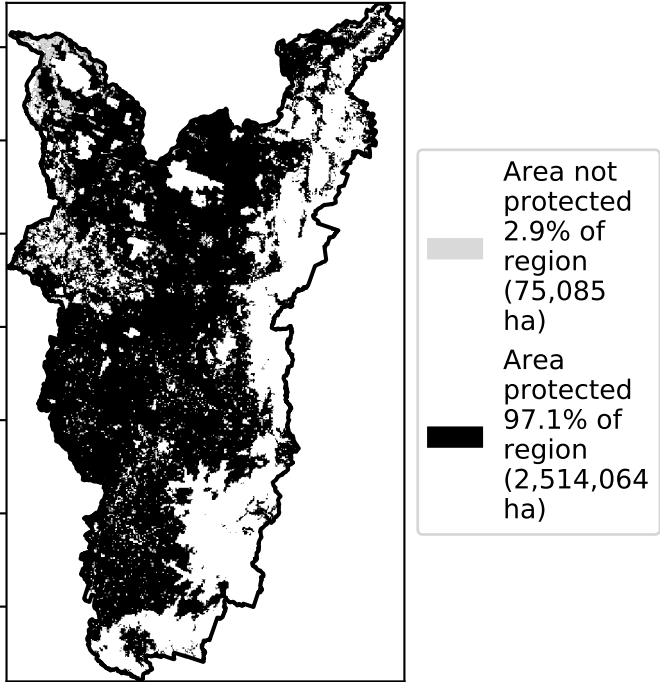 Area not
protected
2.9% of
region
(75,085
ha)
Area
protected
97.1% of
region
(2,514,064
ha)